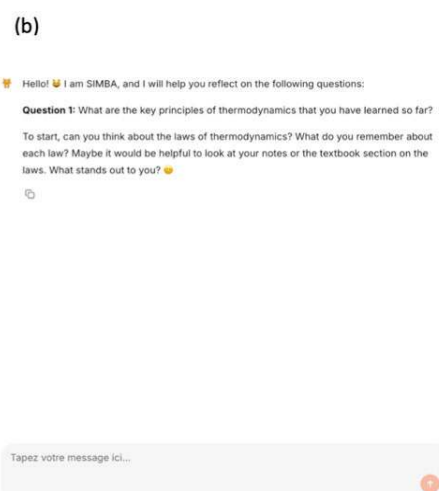 (b)
Hello! 😺 I am SIMBA, and I will help you reflect on the following questions:
Question 1: What are the key principles of thermodynamics that you have learned so far?
To start, can you think about the laws of thermodynamics? What do you remember about
each law? Maybe it would be helpful to look at your notes or the textbook section on the
laws. What stands out to you? 😊
Tapez votre message ici...